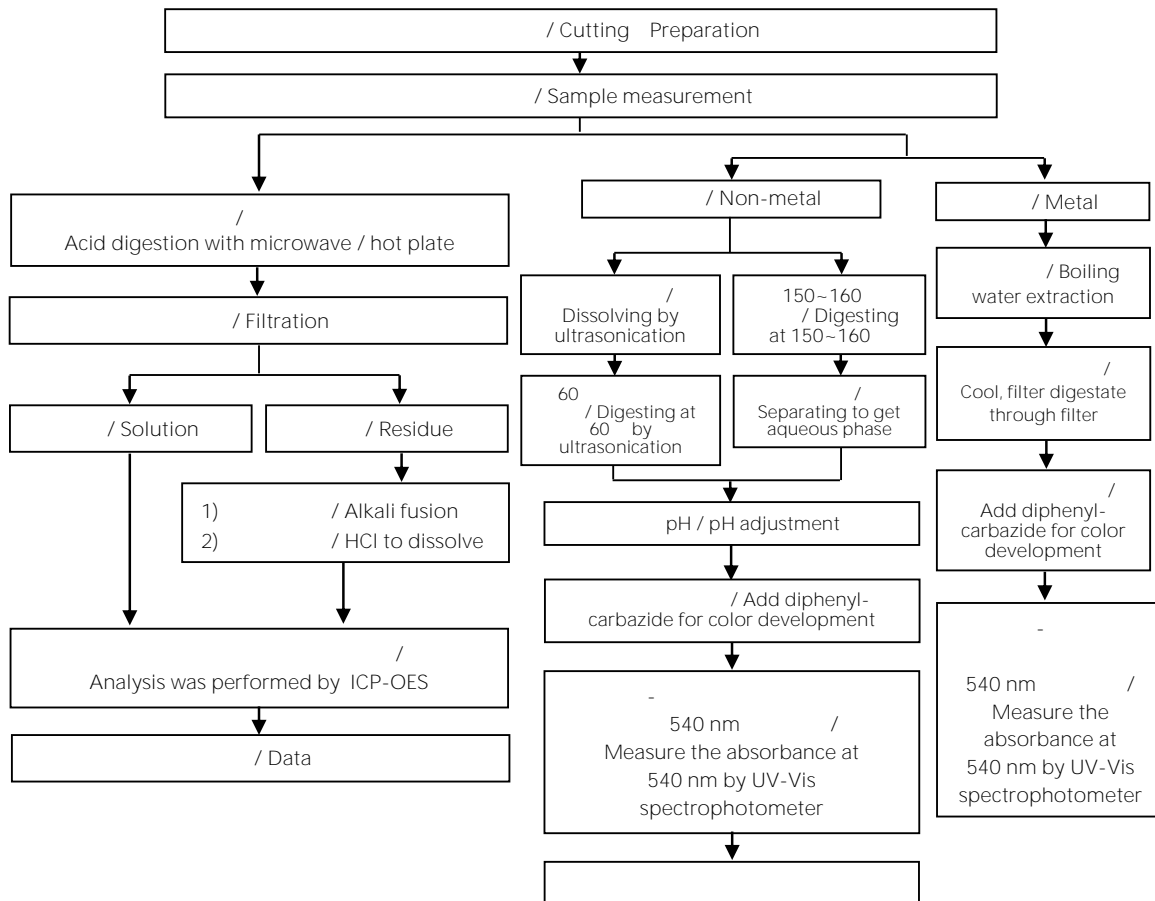 / Cutting Preparation
/ Sample measurement
/
Acid digestion with microwave / hot plate
/ Filtration
/ Solution
/ Residue
1) / Alkali fusion
2) / HCl to dissolve
/
Analysis was performed by ICP-OES
/ Data
/ Non-metal
/
Dissolving by
ultrasonication
60
/ Digesting at
60 by
ultrasonication
150~160
/ Digesting
at 150~160
/
Separating to get
aqueous phase
pH / pH adjustment
/ Add diphenyl-
carbazide for color development
-
540 nm /
Measure the absorbance at
540 nm by UV-Vis
spectrophotometer
/ Metal
/ Boiling
water extraction
/
Cool, filter digestate
through filter
/
Add diphenyl-
carbazide for color
development
-
540 nm /
Measure the
absorbance at
540 nm by UV-Vis
spectrophotometer